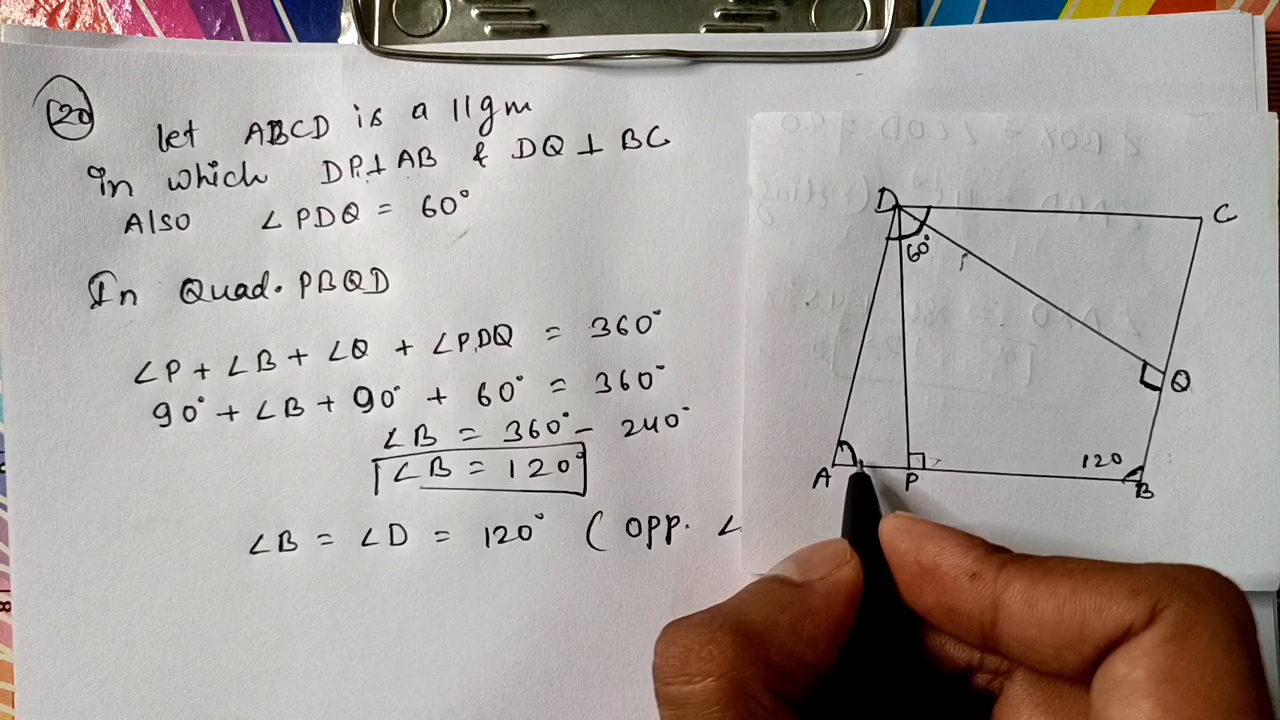 20
let ABCD is a 11gm
In which DP⊥AB & DQ ⊥ BC
Also ∠PDQ = 60°
In Quad. PBQD
∠P + ∠B + ∠Q + ∠PDQ = 360°
90° + ∠B + 90° + 60° = 360°
∠B = 360° - 240°
∠B = 120°
∠B = ∠D = 120° ( opp. ∠
D
C
60°
Q
120
A
P
B